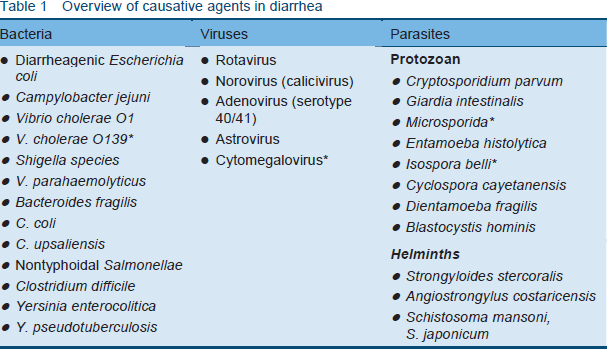 Table 1 Overview of causative agents in diarrhea
Bacteria
● Diarrheagenic Escherichia
coli
● Campylobacter jejuni
● Vibrio cholerae O1
● V. cholerae O139*
● Shigella species
● V. parahaemolyticus
● Bacteroides fragilis
● C. coli
● C. upsaliensis
● Nontyphoidal Salmonellae
● Clostridium difficile
● Yersinia enterocolitica
● Y. pseudotuberculosis
Viruses
● Rotavirus
● Norovirus (calicivirus)
● Adenovirus (serotype
40/41)
● Astrovirus
● Cytomegalovirus*
Parasites
Protozoan
● Cryptosporidium parvum
● Giardia intestinalis
● Microsporida*
● Entamoeba histolytica
● Isospora belli*
● Cyclospora cayetanensis
● Dientamoeba fragilis
● Blastocystis hominis
Helminths
● Strongyloides stercoralis
● Angiostrongylus costaricensis
● Schistosoma mansoni,
S. japonicum